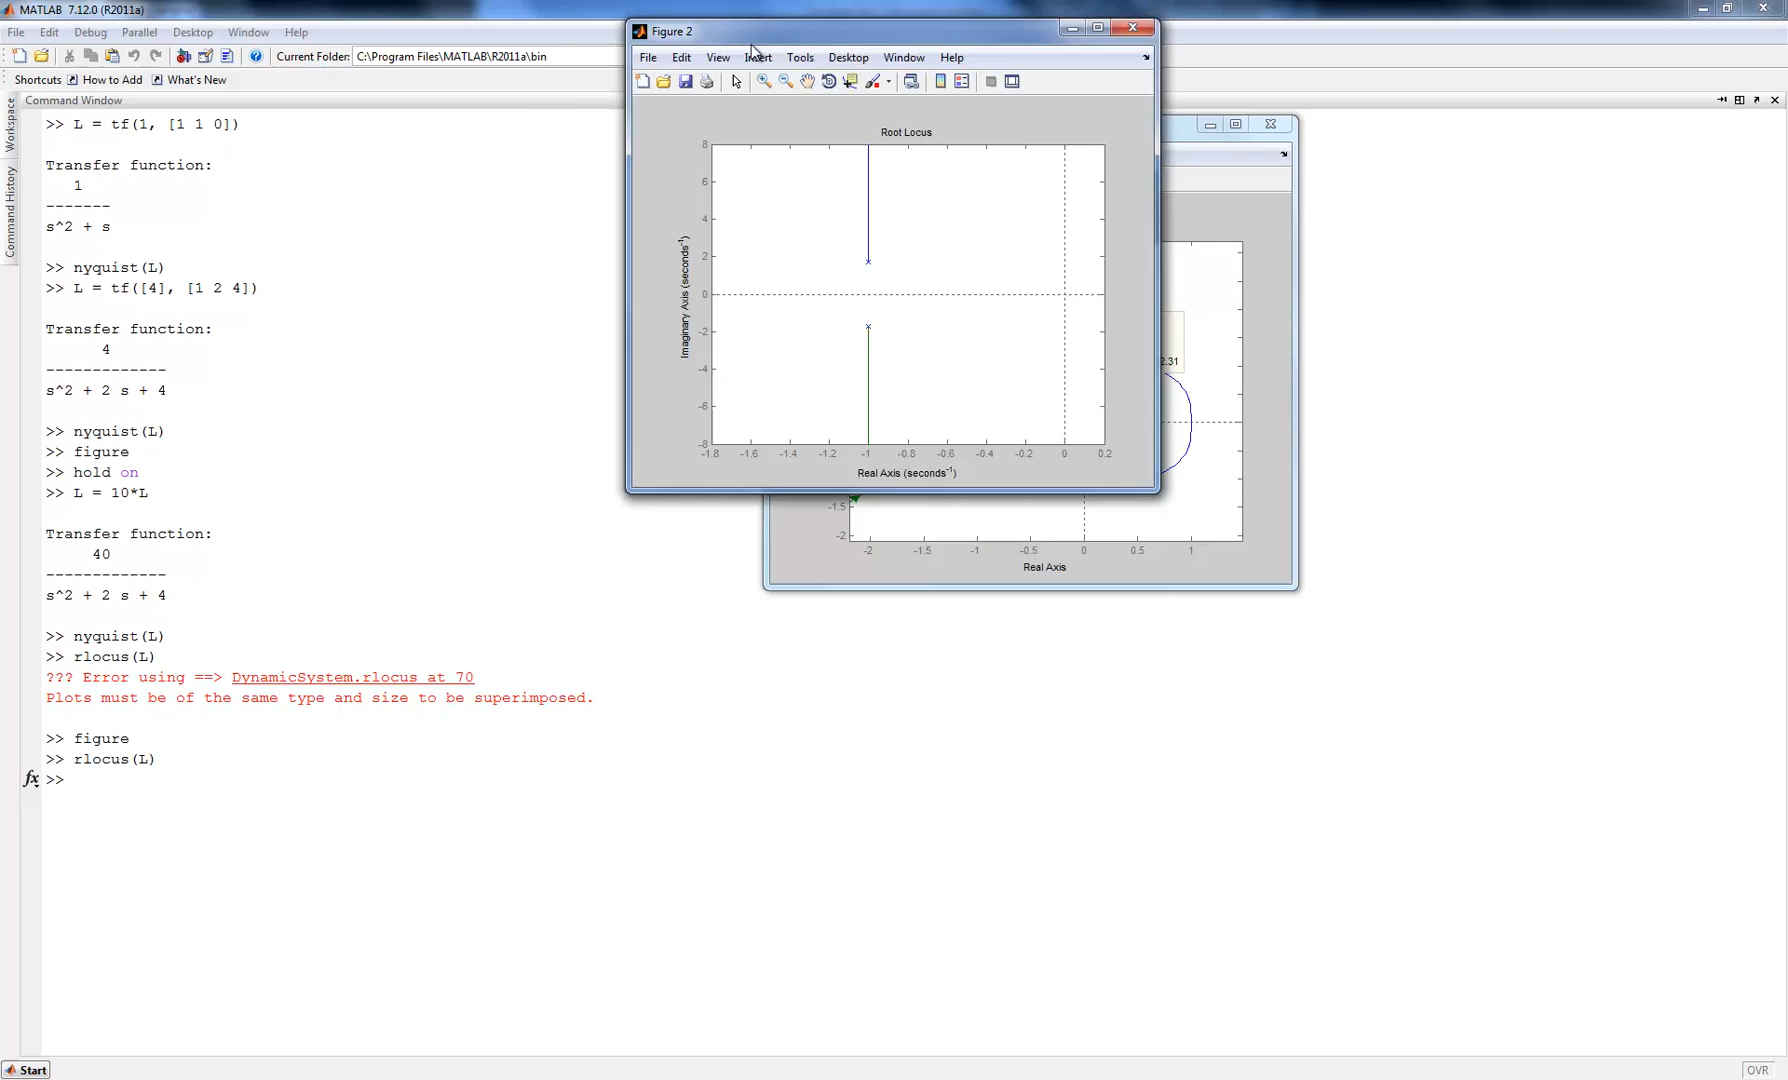 MATLAB 7.12.0 (R2011a)
File Edit Debug Parallel Desktop Window Help
Current Folder: C:\Program Files\MATLAB\R2011a\bin
Shortcuts How to Add What's New
Command Window
Workspace
Command History
>> L = tf(1, [1 1 0])
Transfer function:
1
-------
s^2 + s
>> nyquist(L)
>> L = tf([4], [1 2 4])
Transfer function:
4
-------------
s^2 + 2 s + 4
>> nyquist(L)
>> figure
>> hold on
>> L = 10*L
Transfer function:
40
-------------
s^2 + 2 s + 4
>> nyquist(L)
>> rlocus(L)
??? Error using ==> DynamicSystem.rlocus at 70
Plots must be of the same type and size to be superimposed.
>> figure
>> rlocus(L)
fx >>
Figure 2
File Edit View Insert Tools Desktop Window Help
Root Locus
8
6
4
2
0
-2
-4
-6
-8
Imaginary Axis (seconds-1)
-1.8 -1.6 -1.4 -1.2 -1 -0.8 -0.6 -0.4 -0.2 0 0.2
Real Axis (seconds-1)
2.31
-1.5
-2
-2 -1.5 -1 -0.5 0 0.5 1
Real Axis
Start
OVR